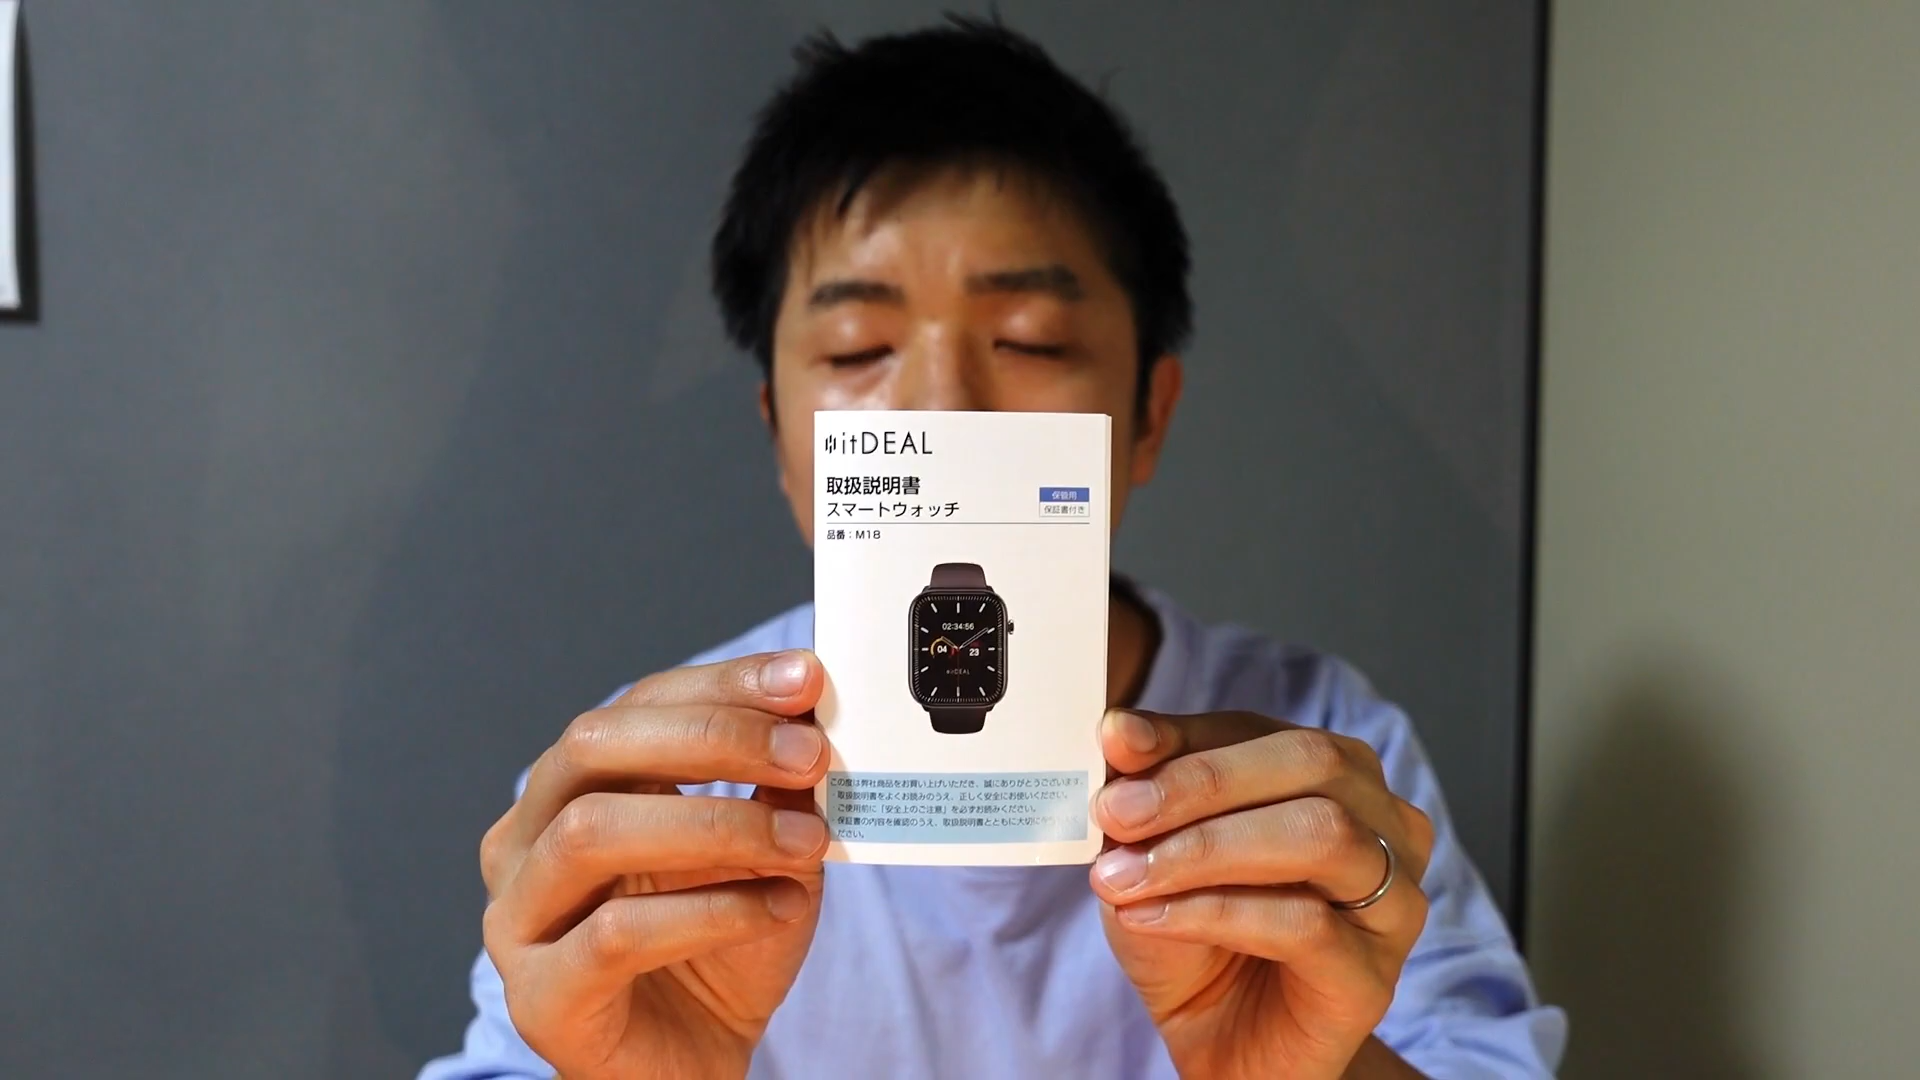 itDEAL
取扱説明書
スマートウォッチ
保管用
保証書付き
品番：M18
02:34:56
04
23
itDEAL
この度は弊社商品をお買い上げいただき、誠にありがとうございます。
・取扱説明書をよくお読みのうえ、正しく安全にお使いください。
ご使用前に「安全上のご注意」を必ずお読みください。
・保証書の内容を確認のうえ、取扱説明書とともに大切に
ださい。